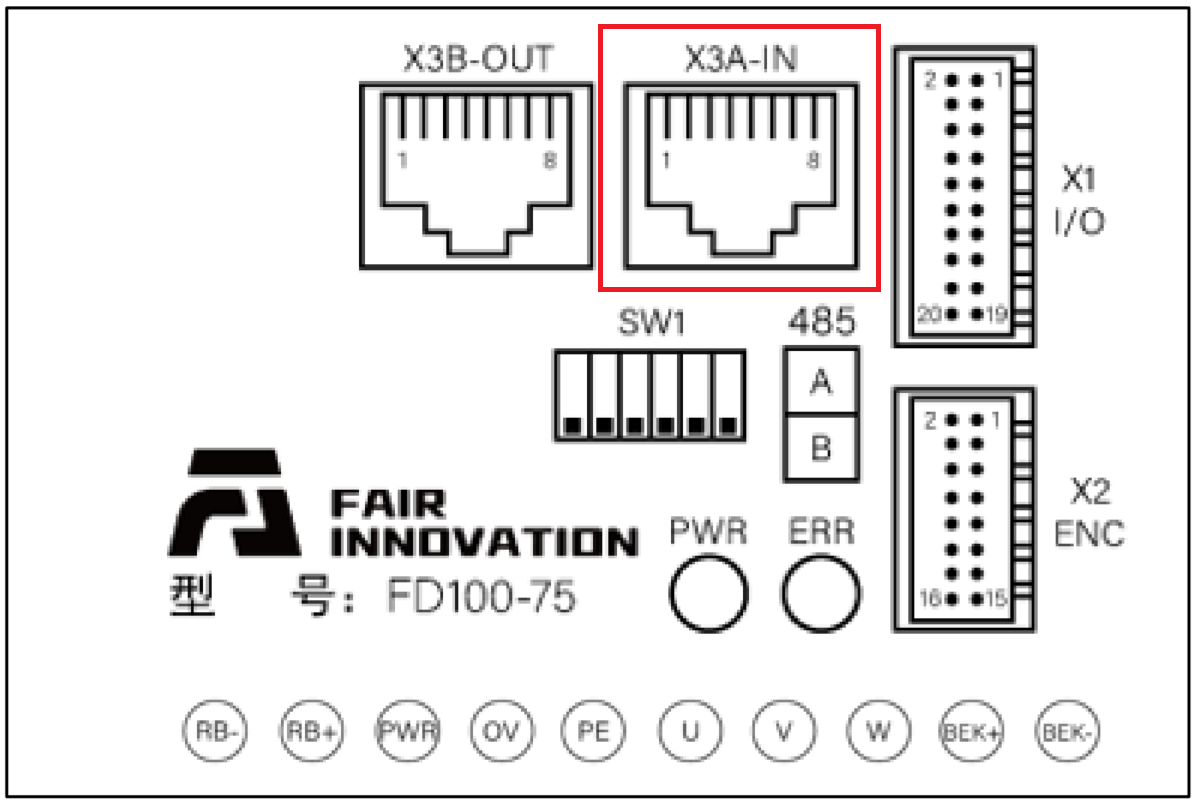 X3B-OUT
X3A-IN
1 8
1 8
2 1
20 19
X1
I/O
SW1
485
A
B
2 1
16 15
X2
ENC
FAIR
INNOVATION
PWR
ERR
型 号: FD100-75
RB- RB+ PWR OV PE U V W BEK+ BEK-